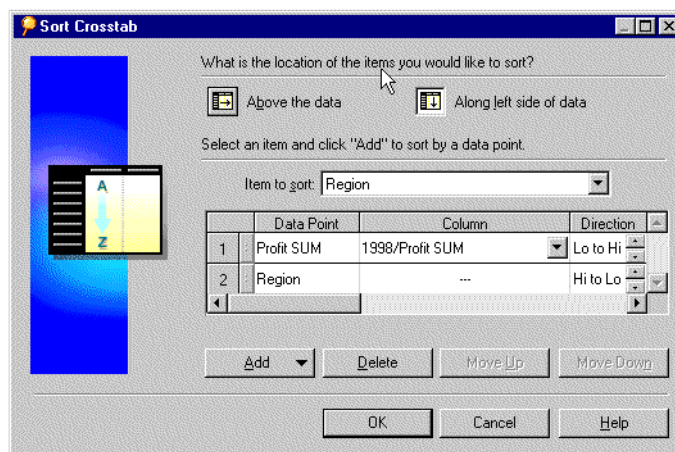 Sort Crosstab
What is the location of the items you would like to sort?
Above the data Along left side of data
Select an item and click "Add" to sort by a data point.
Item to sort: Region
Data Point Column Direction
1 Profit SUM 1998/Profit SUM Lo to Hi
2 Region --- Hi to Lo
A
Z
Add Delete Move Up Move Down
OK Cancel Help